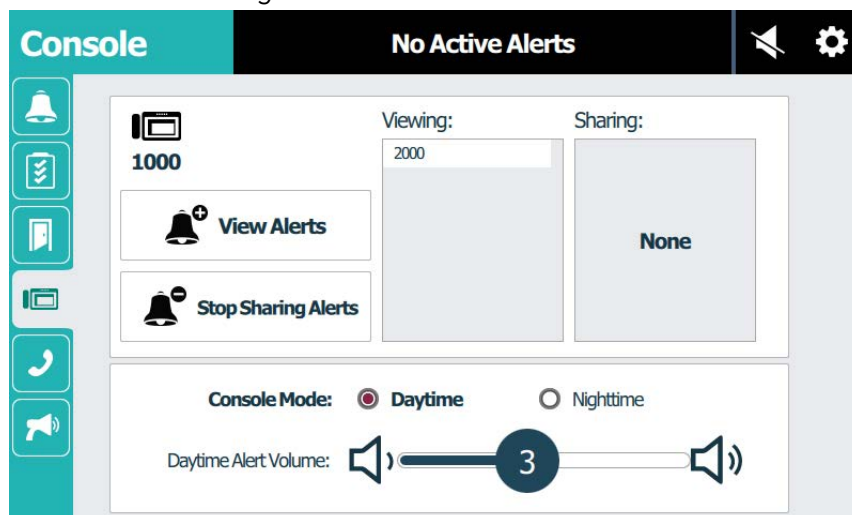 Console
No Active Alerts
1000
Viewing:
2000
Sharing:
None
View Alerts
Stop Sharing Alerts
Console Mode:
Daytime
Nighttime
Daytime Alert Volume:
3